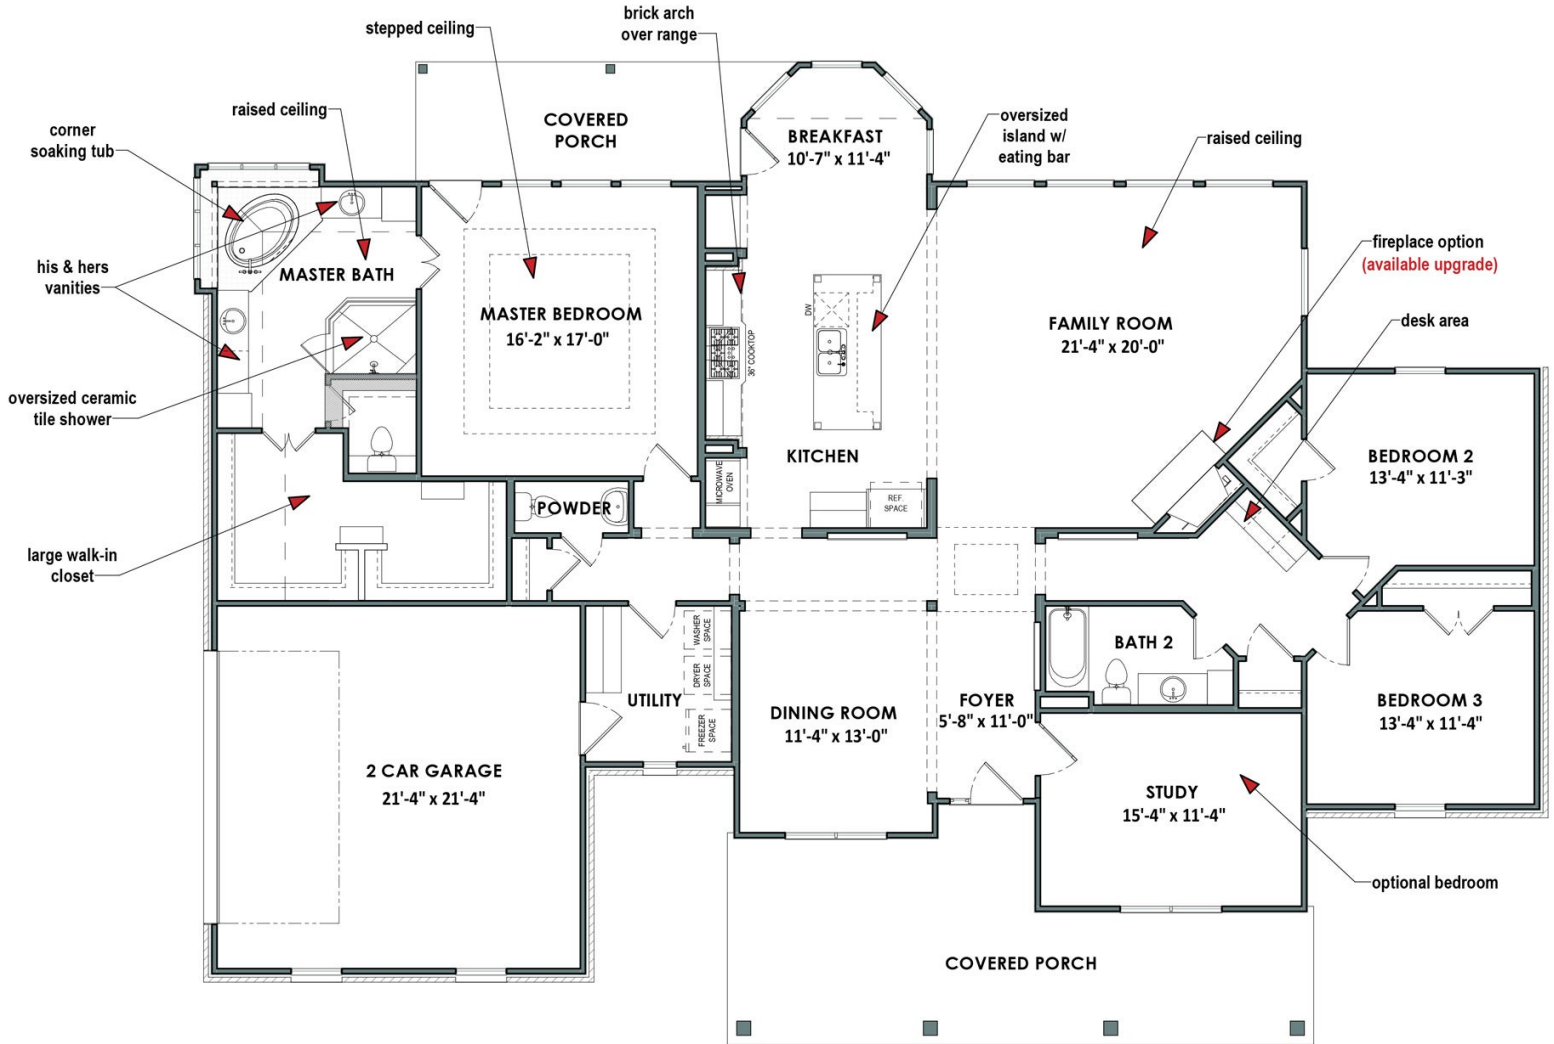 brick arch
over range
stepped ceiling
raised ceiling
corner
soaking tub
COVERED
PORCH
BREAKFAST
10'-7" x 11'-4"
oversized
island w/
eating bar
raised ceiling
fireplace option
(available upgrade)
desk area
his & hers
vanities
MASTER BATH
MASTER BEDROOM
16'-2" x 17'-0"
DW
36" COOKTOP
FAMILY ROOM
21'-4" x 20'-0"
oversized ceramic
tile shower
KITCHEN
MICROWAVE
OVEN
REF.
SPACE
BEDROOM 2
13'-4" x 11'-3"
POWDER
large walk-in
closet
WASHER
SPACE
DRYER
SPACE
FREEZER
SPACE
UTILITY
BATH 2
DINING ROOM
11'-4" x 13'-0"
FOYER
5'-8" x 11'-0"
BEDROOM 3
13'-4" x 11'-4"
2 CAR GARAGE
21'-4" x 21'-4"
STUDY
15'-4" x 11'-4"
optional bedroom
COVERED PORCH